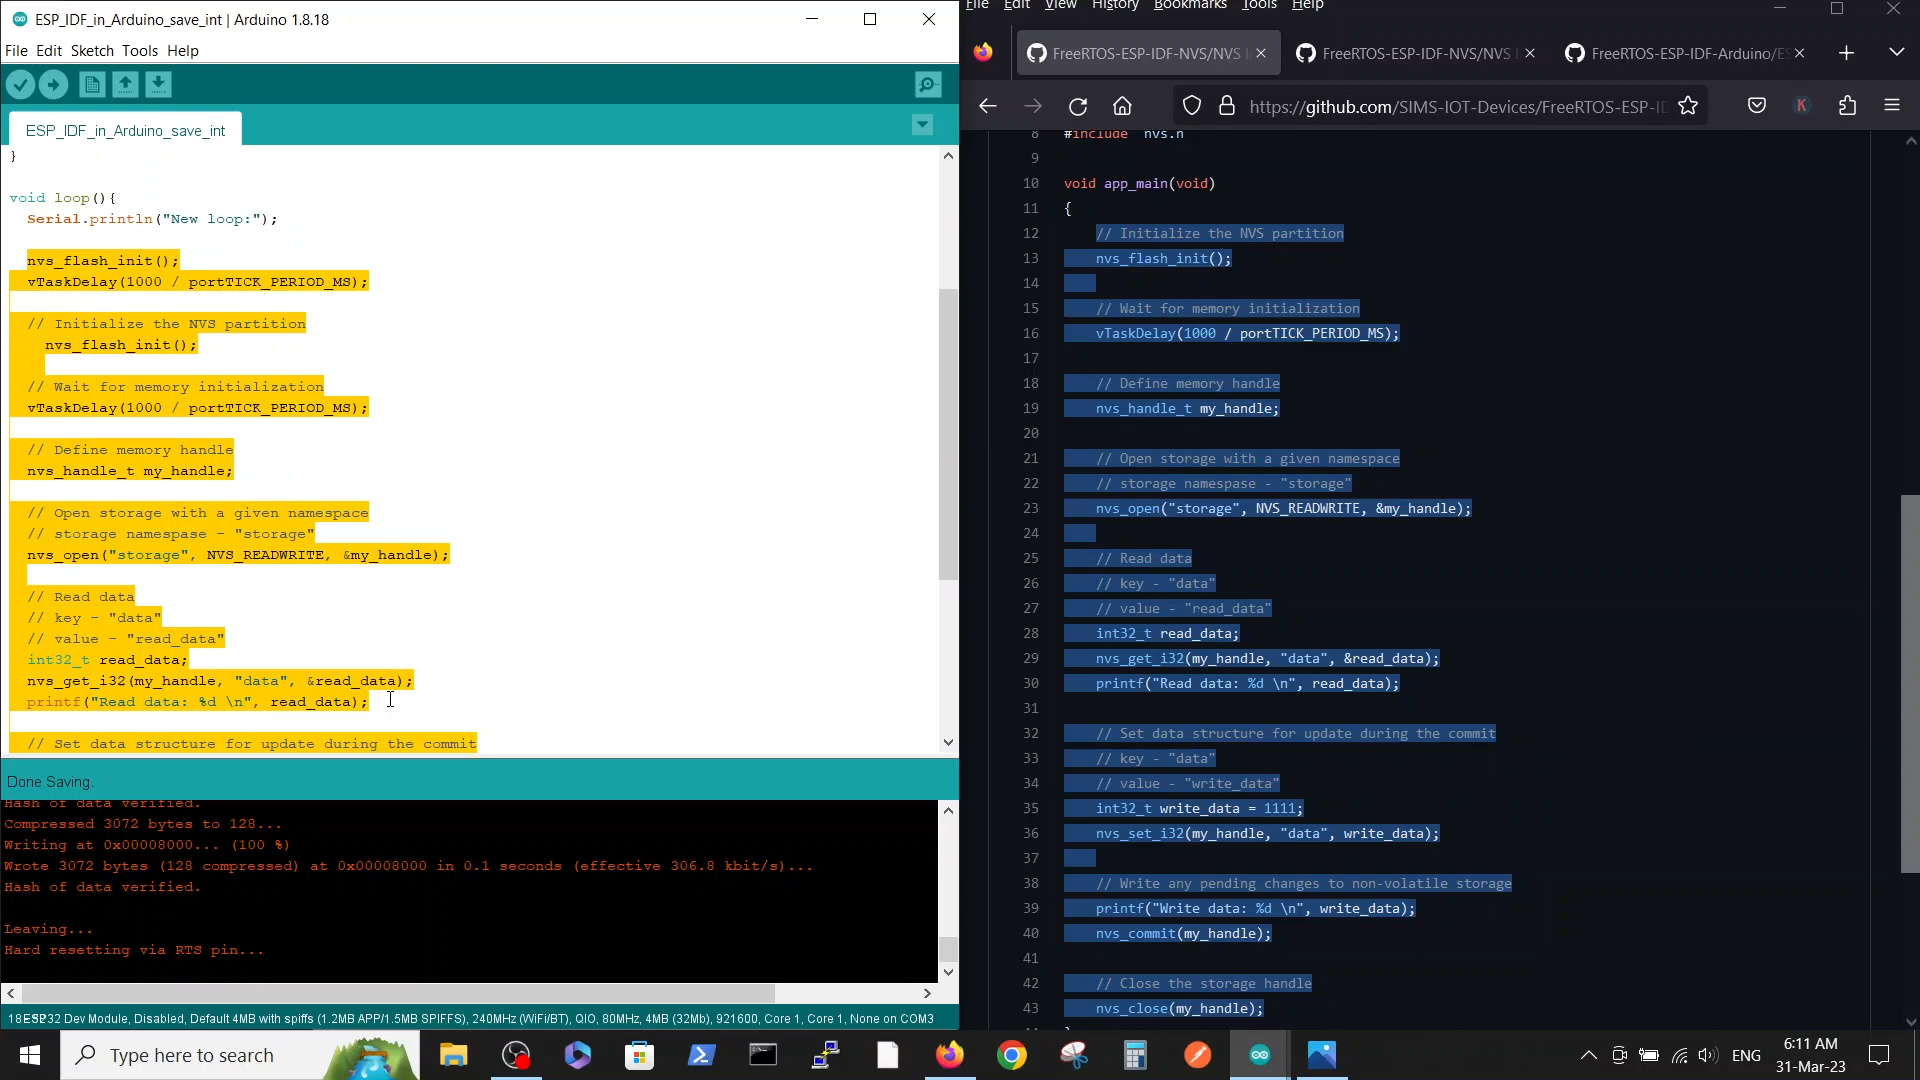 ESP_IDF_in_Arduino_save_int | Arduino 1.8.18
File Edit Sketch Tools Help
ESP_IDF_in_Arduino_save_int
}
void loop(){
Serial.println("New loop:");
nvs_flash_init();
vTaskDelay(1000 / portTICK_PERIOD_MS);
// Initialize the NVS partition
nvs_flash_init();
// Wait for memory initialization
vTaskDelay(1000 / portTICK_PERIOD_MS);
// Define memory handle
nvs_handle_t my_handle;
// Open storage with a given namespace
// storage namespase - "storage"
nvs_open("storage", NVS_READWRITE, &my_handle);
// Read data
// key - "data"
// value - "read_data"
int32_t read_data;
nvs_get_i32(my_handle, "data", &read_data);
printf("Read data: %d \n", read_data);
// Set data structure for update during the commit
Done Saving.
Hash of data verified.
Compressed 3072 bytes to 128...
Writing at 0x00008000... (100 %)
Wrote 3072 bytes (128 compressed) at 0x00008000 in 0.1 seconds (effective 306.8 kbit/s)...
Hash of data verified.
Leaving...
Hard resetting via RTS pin...
ESP32 Dev Module, Disabled, Default 4MB with spiffs (1.2MB APP/1.5MB SPIFFS), 240MHz (WiFi/BT), QIO, 80MHz, 4MB (32Mb), 921600, Core 1, Core 1, None on COM3
File Edit View History Bookmarks Tools Help
FreeRTOS-ESP-IDF-NVS/NVS
FreeRTOS-ESP-IDF-NVS/NVS
FreeRTOS-ESP-IDF-Arduino/ES
https://github.com/SIMS-IOT-Devices/FreeRTOS-ESP-ID
8 #include "nvs.h"
9
10 void app_main(void)
11 {
12 // Initialize the NVS partition
13 nvs_flash_init();
14
15 // Wait for memory initialization
16 vTaskDelay(1000 / portTICK_PERIOD_MS);
17
18 // Define memory handle
19 nvs_handle_t my_handle;
20
21 // Open storage with a given namespace
22 // storage namespase - "storage"
23 nvs_open("storage", NVS_READWRITE, &my_handle);
24
25 // Read data
26 // key - "data"
27 // value - "read_data"
28 int32_t read_data;
29 nvs_get_i32(my_handle, "data", &read_data);
30 printf("Read data: %d \n", read_data);
31
32 // Set data structure for update during the commit
33 // key - "data"
34 // value - "write_data"
35 int32_t write_data = 1111;
36 nvs_set_i32(my_handle, "data", write_data);
37
38 // Write any pending changes to non-volatile storage
39 printf("Write data: %d \n", write_data);
40 nvs_commit(my_handle);
41
42 // Close the storage handle
43 nvs_close(my_handle);
Type here to search
K
ENG
6:11 AM
31-Mar-23